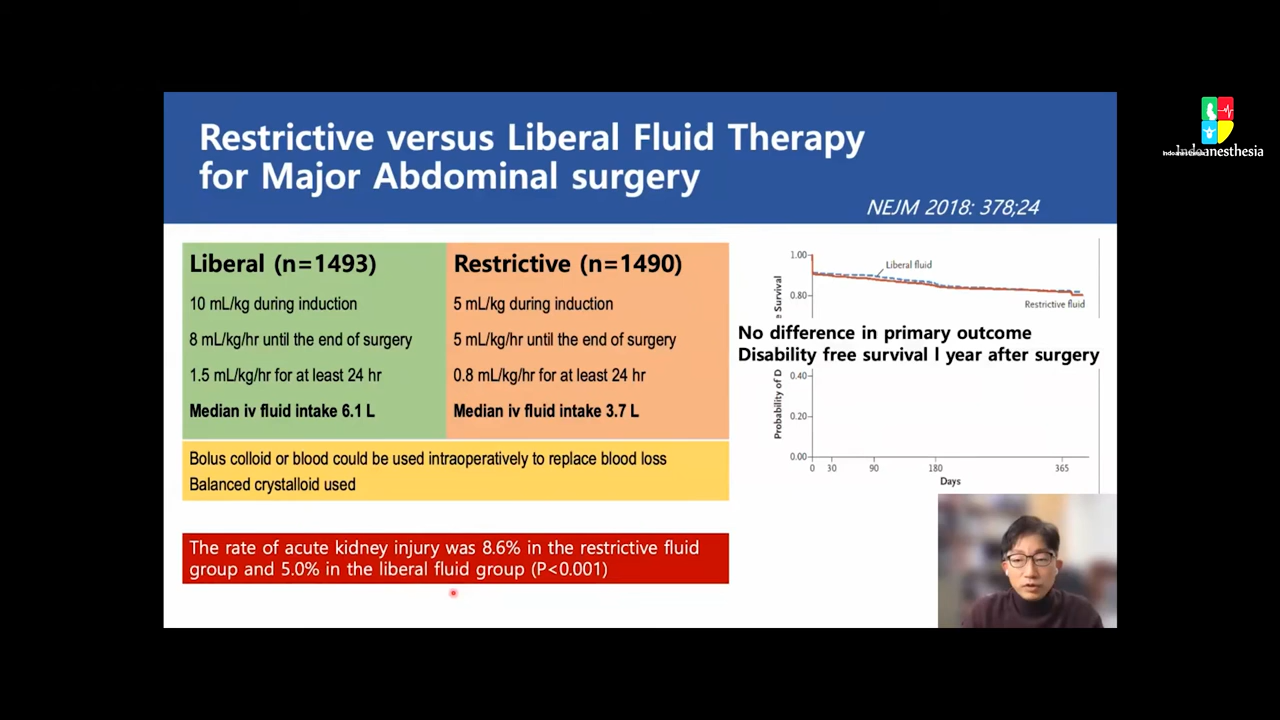 Restrictive versus Liberal Fluid Therapy
for Major Abdominal surgery
NEJM 2018: 378;24
Indoanesthesia
Liberal (n=1493)
10 mL/kg during induction
8 mL/kg/hr until the end of surgery
1.5 mL/kg/hr for at least 24 hr
Median iv fluid intake 6.1 L
Restrictive (n=1490)
5 mL/kg during induction
5 mL/kg/hr until the end of surgery
0.8 mL/kg/hr for at least 24 hr
Median iv fluid intake 3.7 L
Bolus colloid or blood could be used intraoperatively to replace blood loss
Balanced crystalloid used
The rate of acute kidney injury was 8.6% in the restrictive fluid
group and 5.0% in the liberal fluid group (P<0.001)
1.00
Liberal fluid
0.80
Restrictive fluid
e Survival
No difference in primary outcome
Disability free survival l year after surgery
Probability of D
0.40
0.20
0.00
0 30 90 180 365
Days